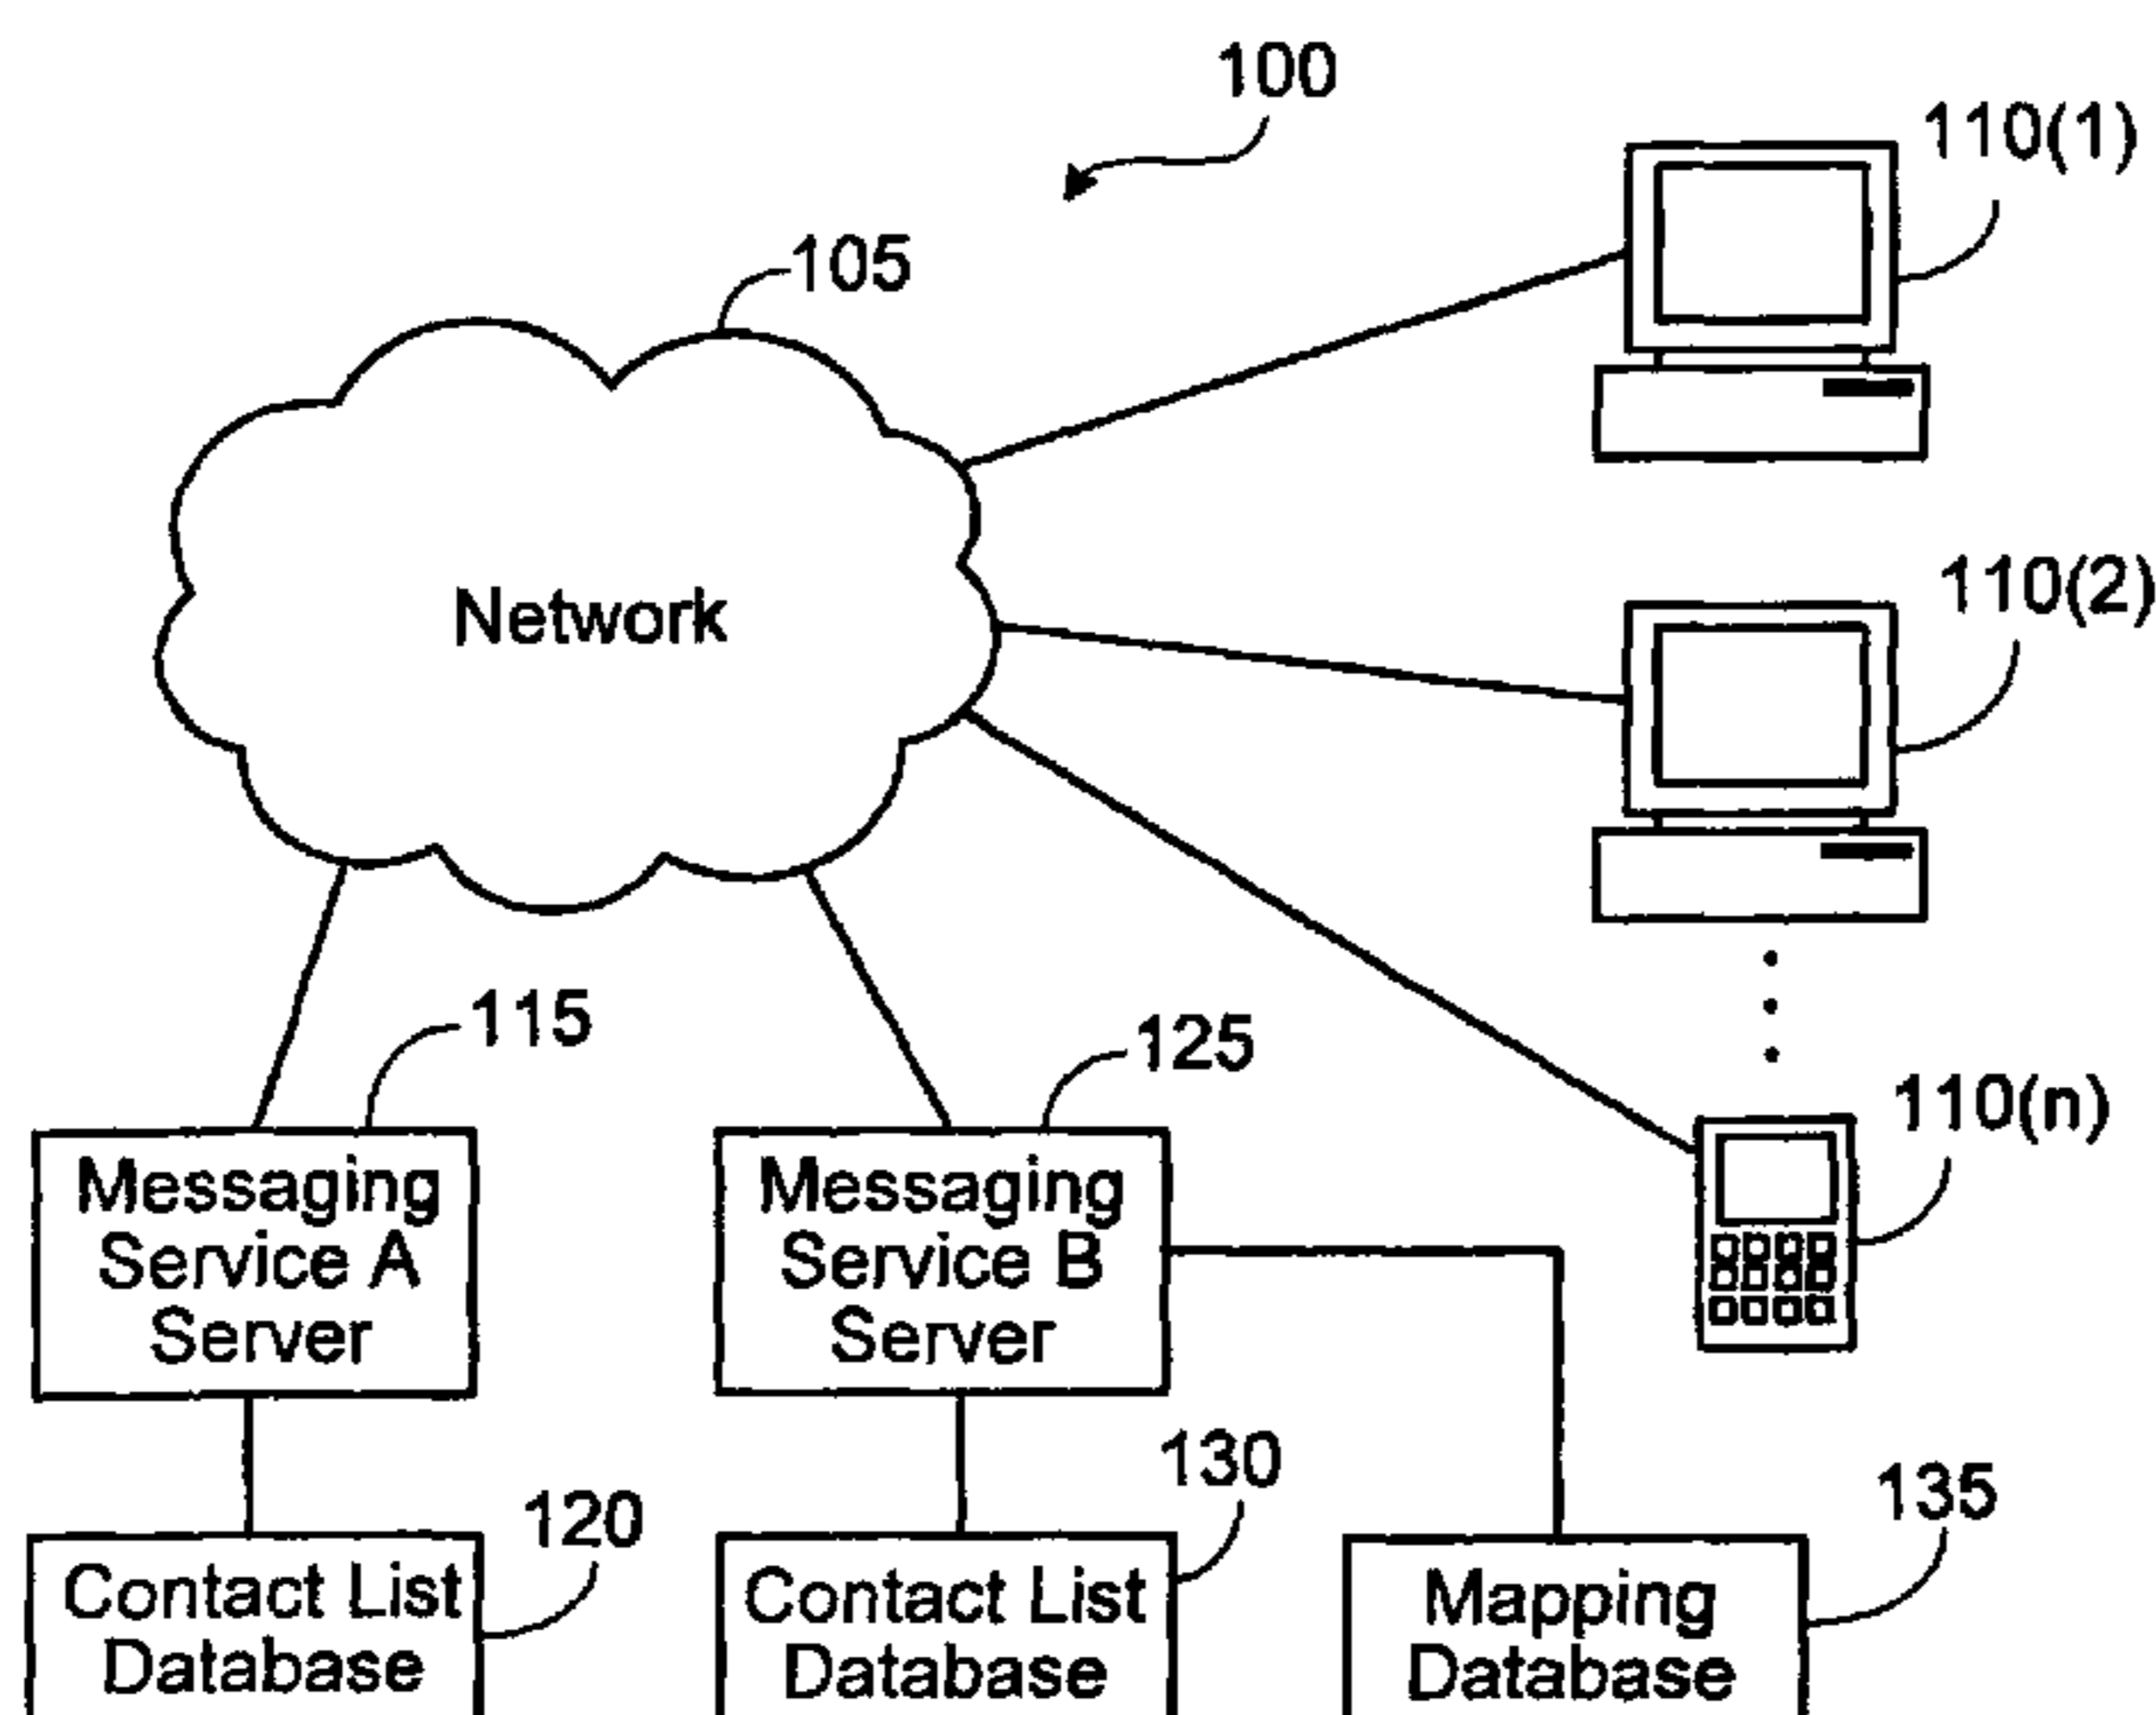 100
110(1)
105
Network
110(2)
115
125
110(n)
Messaging
Service A
Server
Messaging
Service B
Server
120
130
135
Contact List
Database
Contact List
Database
Mapping
Database